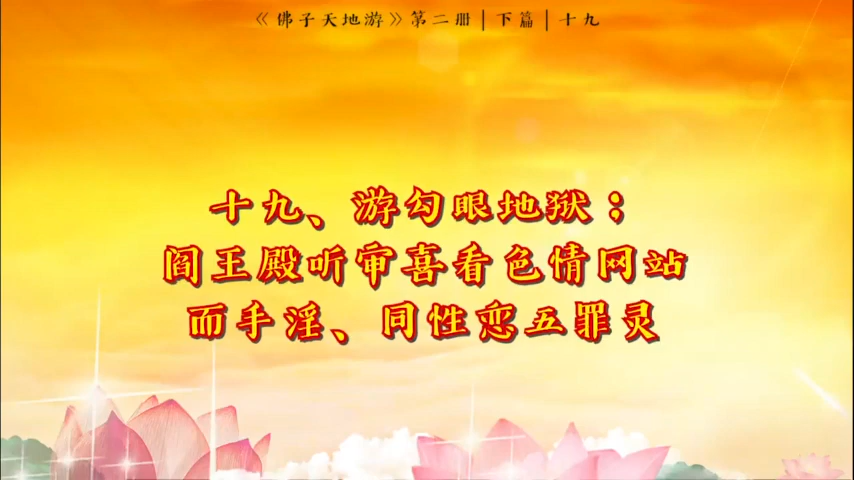 《佛子天地游》第二册|下篇|十九
十九、游勾眼地狱：
阎王殿听审喜看色情网站
而手淫、同性恋五罪灵